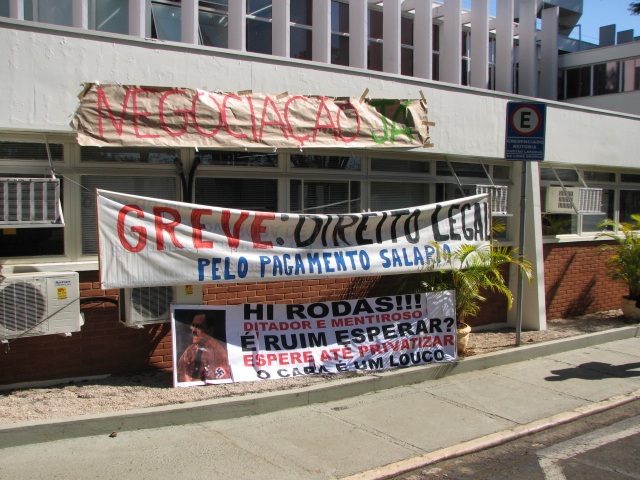 NEGOCIAÇÃO JÁ
E
GREVE: DIREITO LEGAL
PELO PAGAMENTO SALARIO
HI RODAS!!!
DITADOR E MENTIROSO
É RUIM ESPERAR?
ESPERE ATÉ PRIVATIZAR
O CARA É UM LOUCO.